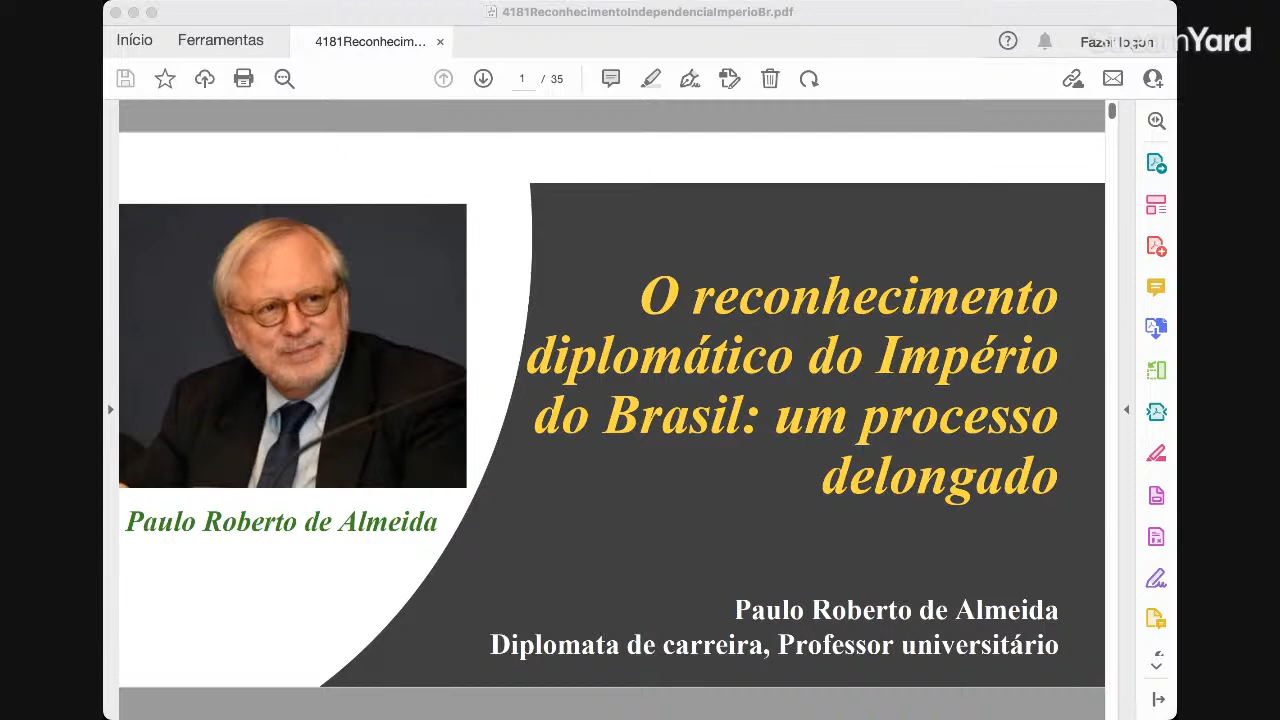 4181ReconhecimentoIndependenciaImperioBr.pdf
Início Ferramentas 4181Reconhecim... × Fazer logon
Yard
1 / 35
O reconhecimento
diplomático do Império
do Brasil: um processo
delongado
Paulo Roberto de Almeida
Paulo Roberto de Almeida
Diplomata de carreira, Professor universitário